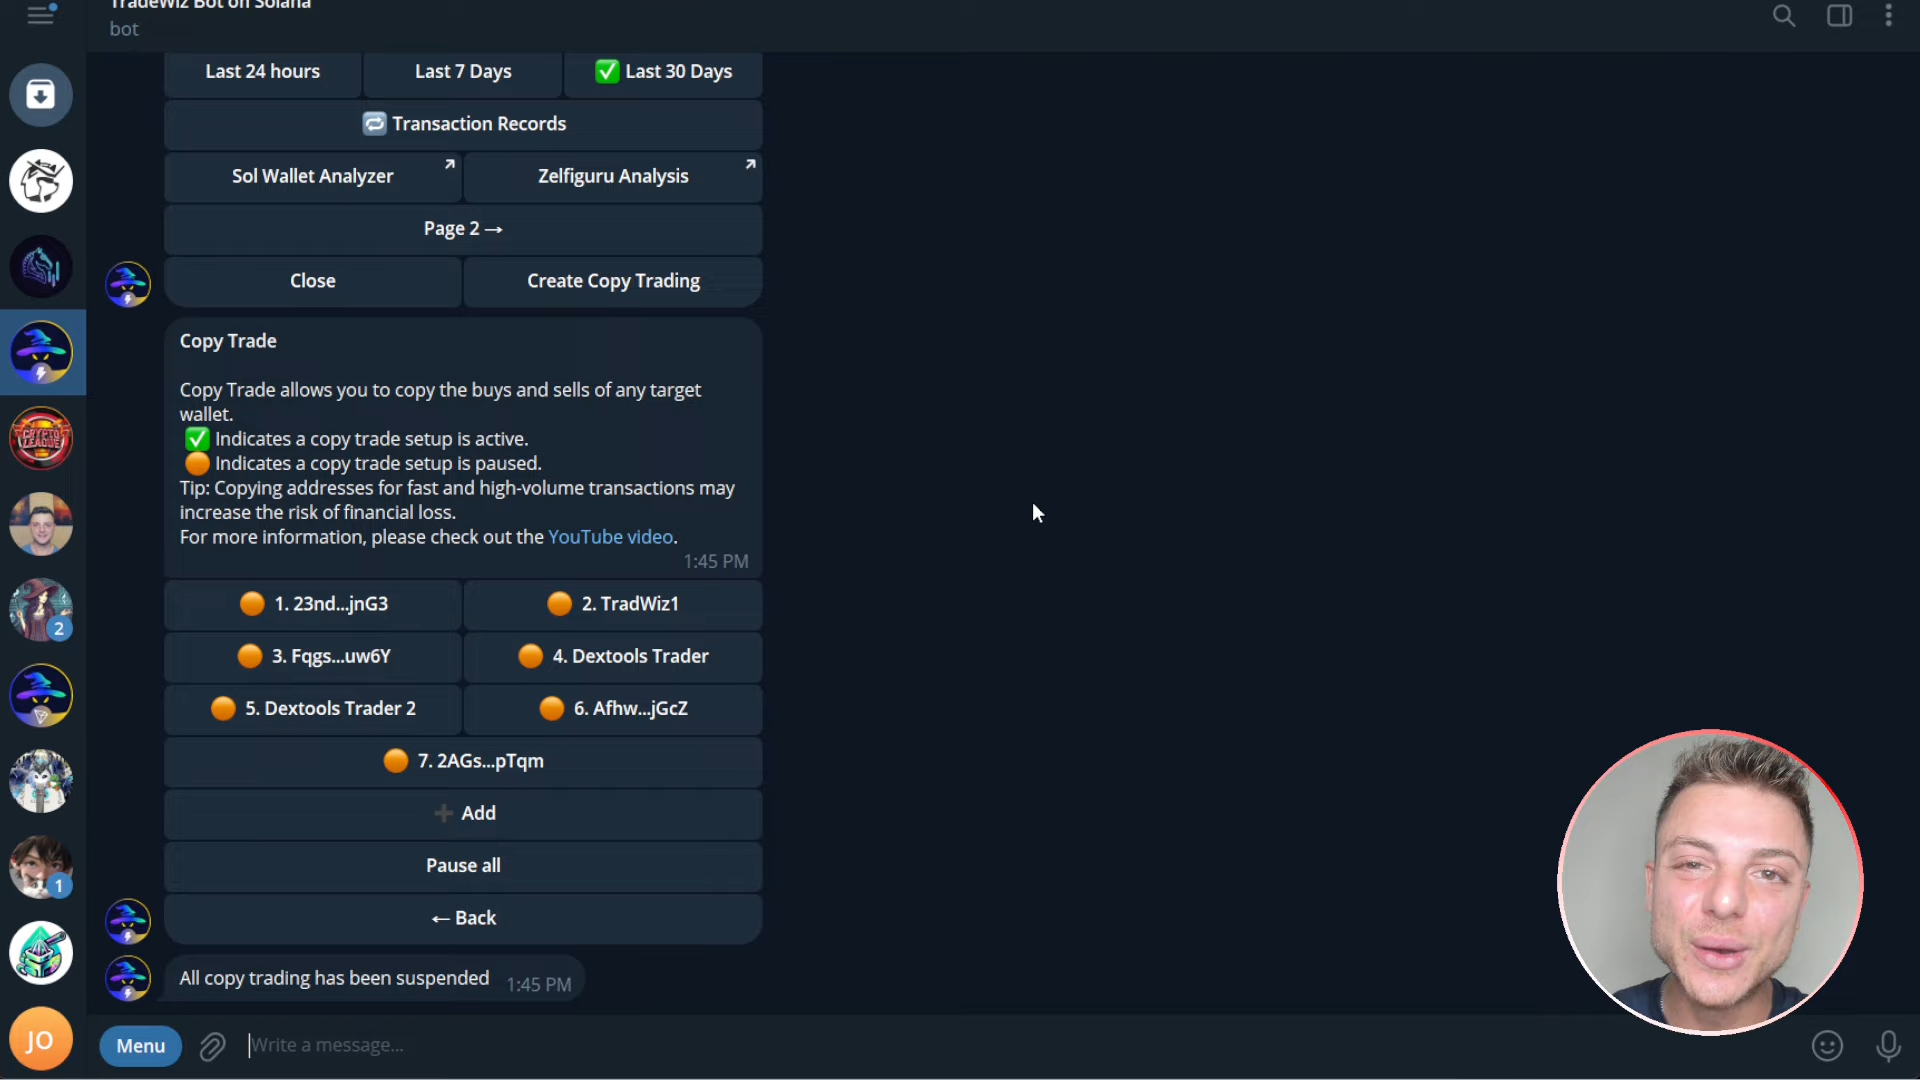 TradeWiz Bot on Solana
bot
Last 24 hours
Last 7 Days
✅ Last 30 Days
🔁 Transaction Records
Sol Wallet Analyzer
Zelfiguru Analysis
Page 2 →
Close
Create Copy Trading
Copy Trade
Copy Trade allows you to copy the buys and sells of any target
wallet.
✅ Indicates a copy trade setup is active.
🟠 Indicates a copy trade setup is paused.
Tip: Copying addresses for fast and high-volume transactions may
increase the risk of financial loss.
For more information, please check out the YouTube video.
1:45 PM
🟠 1. 23nd...jnG3
🟠 2. TradWiz1
🟠 3. Fqgs...uw6Y
🟠 4. Dextools Trader
🟠 5. Dextools Trader 2
🟠 6. Afhw...jGcZ
🟠 7. 2AGs...pTqm
➕ Add
Pause all
← Back
All copy trading has been suspended
1:45 PM
CRYPTO
LEAGUE
2
1
JO
Menu
Write a message...